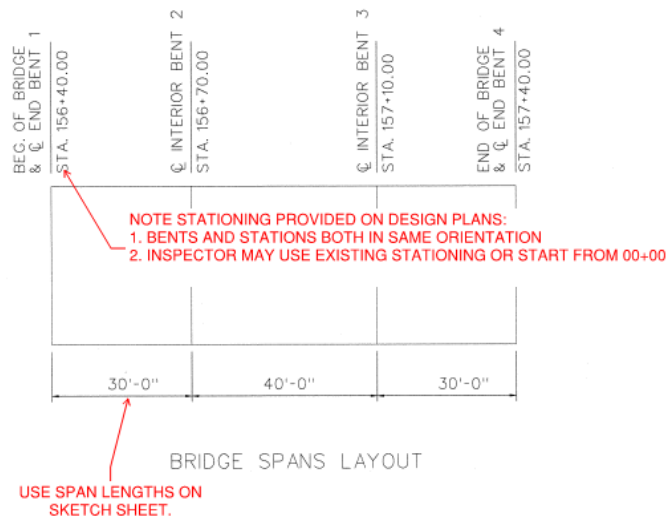 BEG. OF BRIDGE
& ℄ END BENT 1
STA. 156+40.00
℄ INTERIOR BENT 2
STA. 156+70.00
℄ INTERIOR BENT 3
STA. 157+10.00
END OF BRIDGE
& ℄ END BENT 4
STA. 157+40.00
NOTE STATIONING PROVIDED ON DESIGN PLANS:
1. BENTS AND STATIONS BOTH IN SAME ORIENTATION
2. INSPECTOR MAY USE EXISTING STATIONING OR START FROM 00+00
30'-0"
40'-0"
30'-0"
BRIDGE SPANS LAYOUT
USE SPAN LENGTHS ON
SKETCH SHEET.